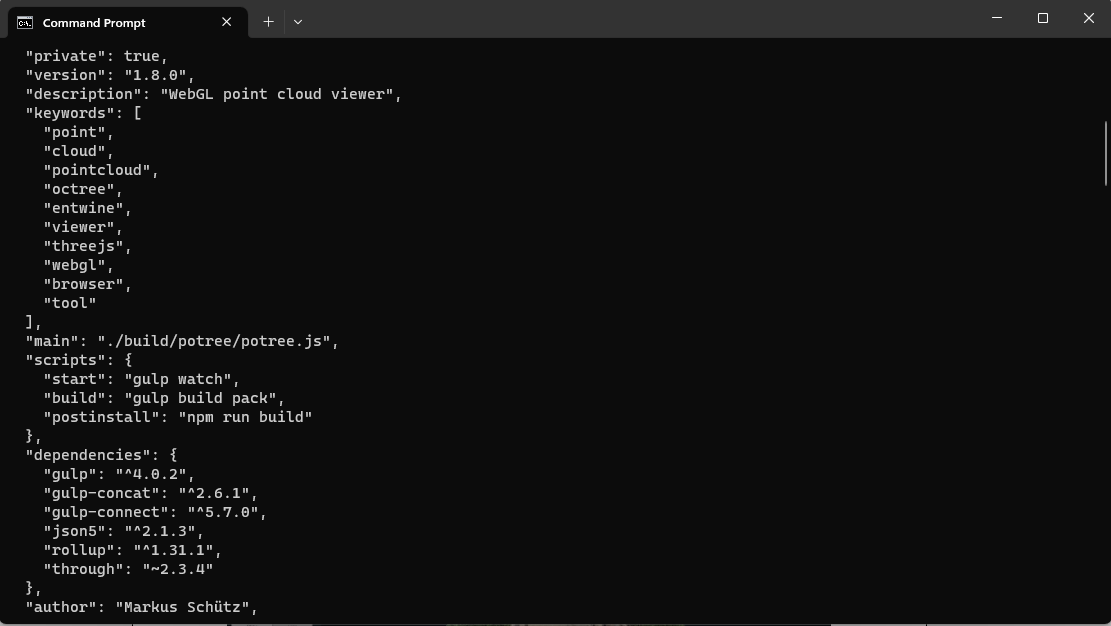 Command Prompt
"private": true,
"version": "1.8.0",
"description": "WebGL point cloud viewer",
"keywords": [
  "point",
  "cloud",
  "pointcloud",
  "octree",
  "entwine",
  "viewer",
  "threejs",
  "webgl",
  "browser",
  "tool"
],
"main": "./build/potree/potree.js",
"scripts": {
  "start": "gulp watch",
  "build": "gulp build pack",
  "postinstall": "npm run build"
},
"dependencies": {
  "gulp": "^4.0.2",
  "gulp-concat": "^2.6.1",
  "gulp-connect": "^5.7.0",
  "json5": "^2.1.3",
  "rollup": "^1.31.1",
  "through": "~2.3.4"
},
"author": "Markus Schütz",